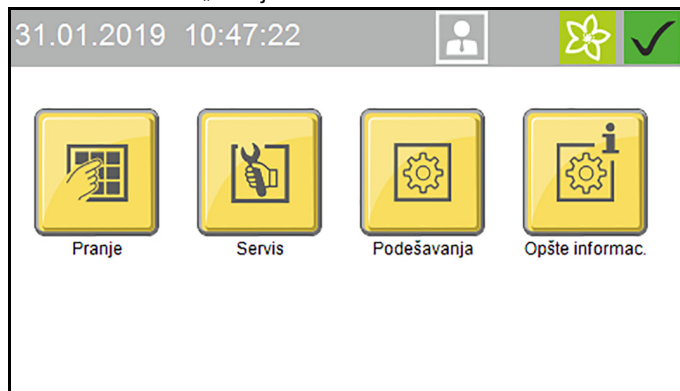 31.01.2019 10:47:22
i
Pranje
Servis
Podešavanja
Opšte informac.